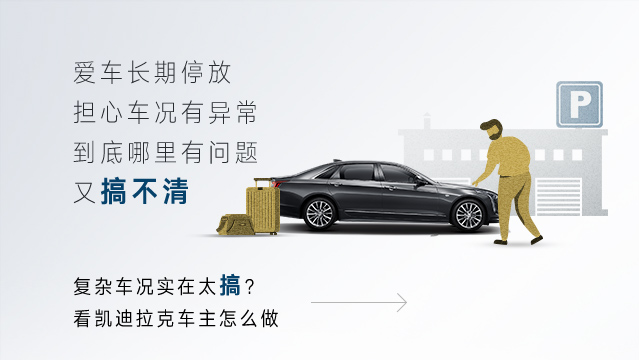 爱车长期停放
担心车况有异常
到底哪里有问题
又搞不清
P
复杂车况实在太搞？
看凯迪拉克车主怎么做